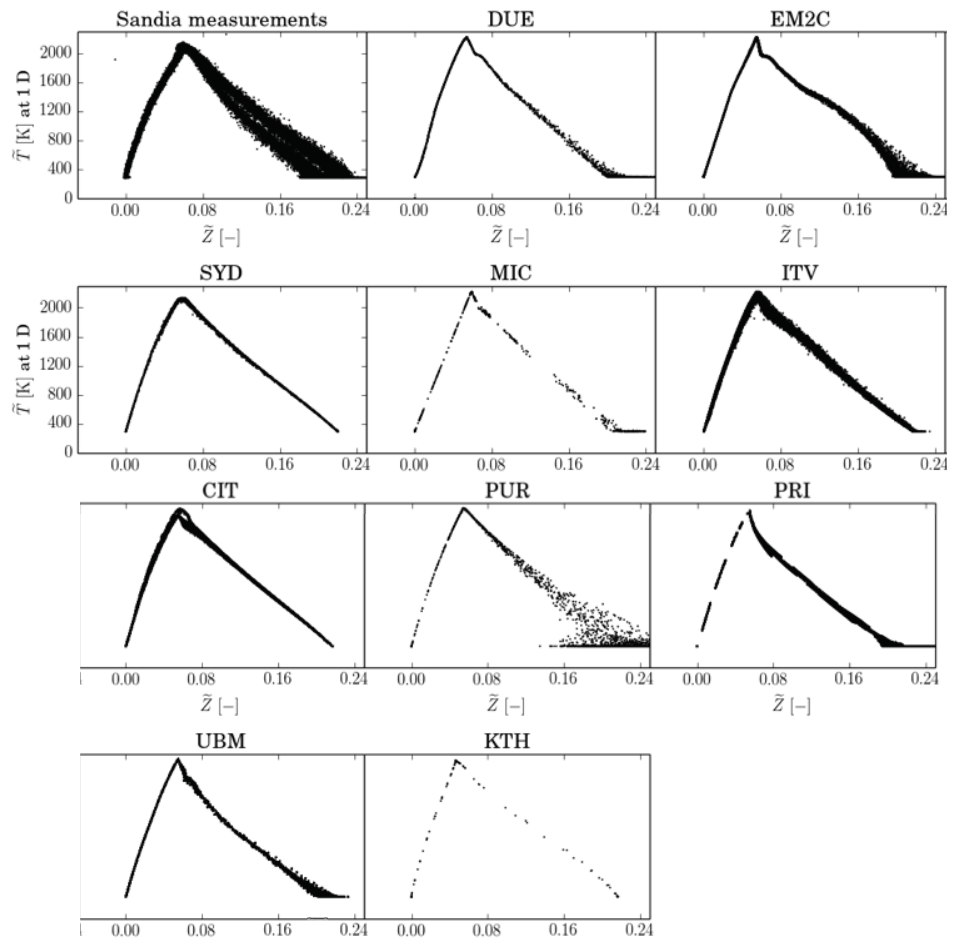 Sandia measurements DUE EM2C
2000
1600
1200
800
400
0
T̃ [K] at 1 D
0.00 0.08 0.16 0.24 0.00 0.08 0.16 0.24 0.00 0.08 0.16 0.24
Z̃ [−] Z̃ [−] Z̃ [−]
SYD MIC ITV
2000
1600
1200
800
400
0
T̃ [K] at 1 D
0.00 0.08 0.16 0.24 0.00 0.08 0.16 0.24 0.00 0.08 0.16 0.24
CIT PUR PRI
0.00 0.08 0.16 0.24 0.00 0.08 0.16 0.24 0.00 0.08 0.16 0.24
Z̃ [−] Z̃ [−] Z̃ [−]
UBM KTH
0.00 0.08 0.16 0.24 0.00 0.08 0.16 0.24